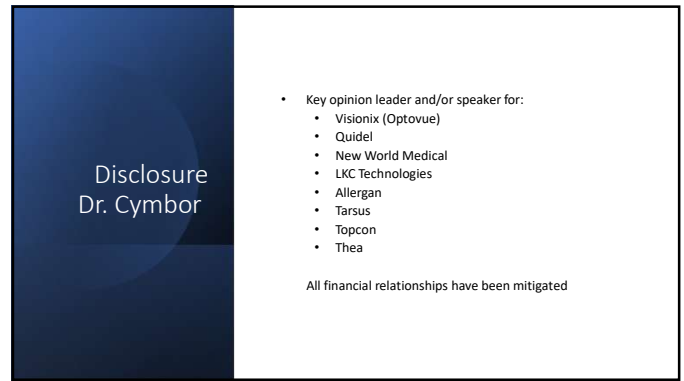 Disclosure
Dr. Cymbor
• Key opinion leader and/or speaker for:
• Visionix (Optovue)
• Quidel
• New World Medical
• LKC Technologies
• Allergan
• Tarsus
• Topcon
• Thea
All financial relationships have been mitigated